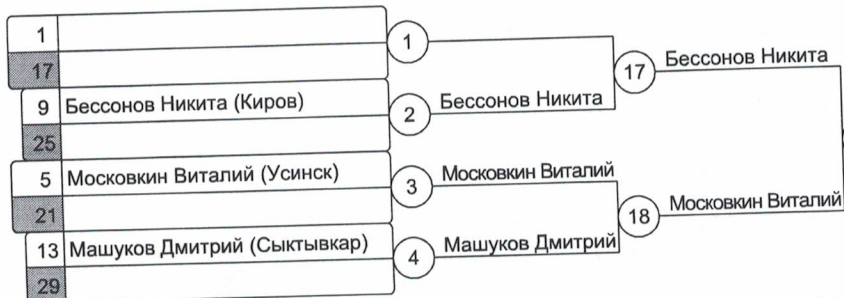 1
17
1
17
Бессонов Никита
9 Бессонов Никита (Киров)
25
2
Бессонов Никита
5 Московкин Виталий (Усинск)
21
3
Московкин Виталий
18
Московкин Виталий
13 Машуков Дмитрий (Сыктывкар)
29
4
Машуков Дмитрий